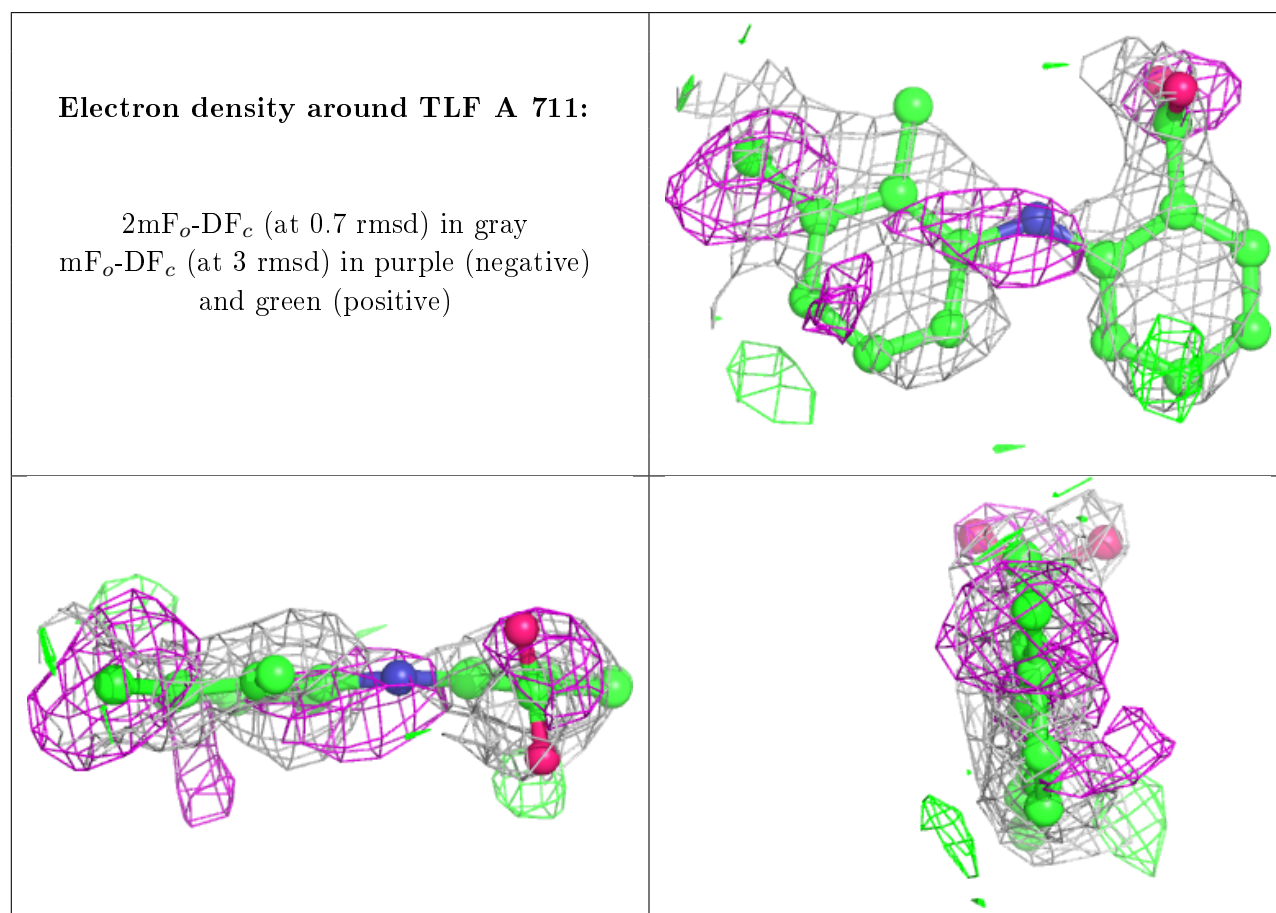 Electron density around TLF A 711:
2mFo-DFc (at 0.7 rmsd) in gray
mFo-DFc (at 3 rmsd) in purple (negative)
and green (positive)